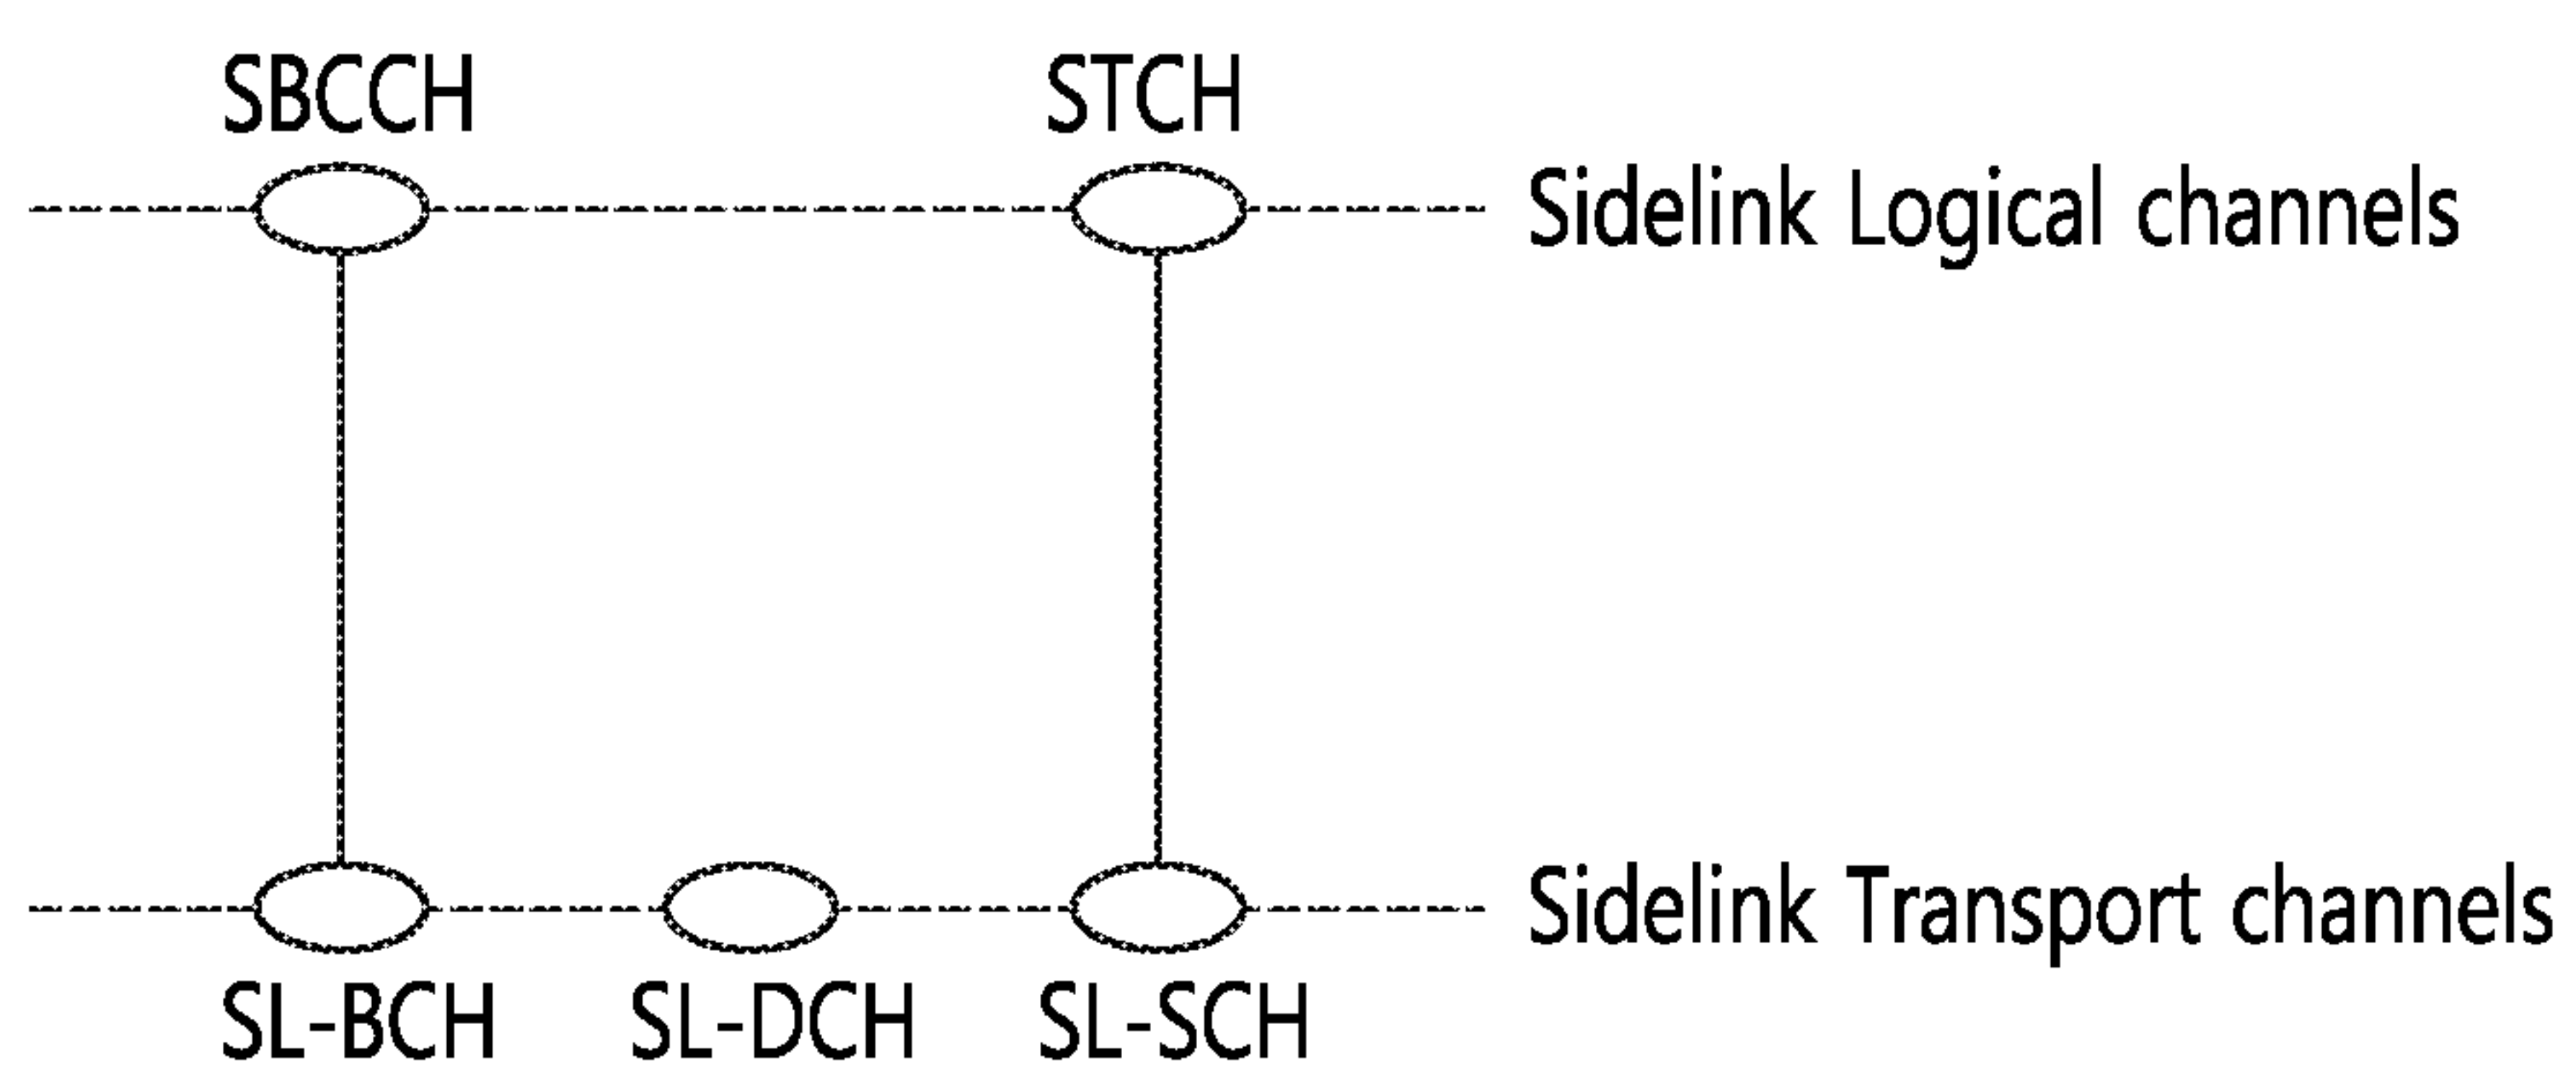 SBCCH
STCH
Sidelink Logical channels
Sidelink Transport channels
SL-BCH
SL-DCH
SL-SCH